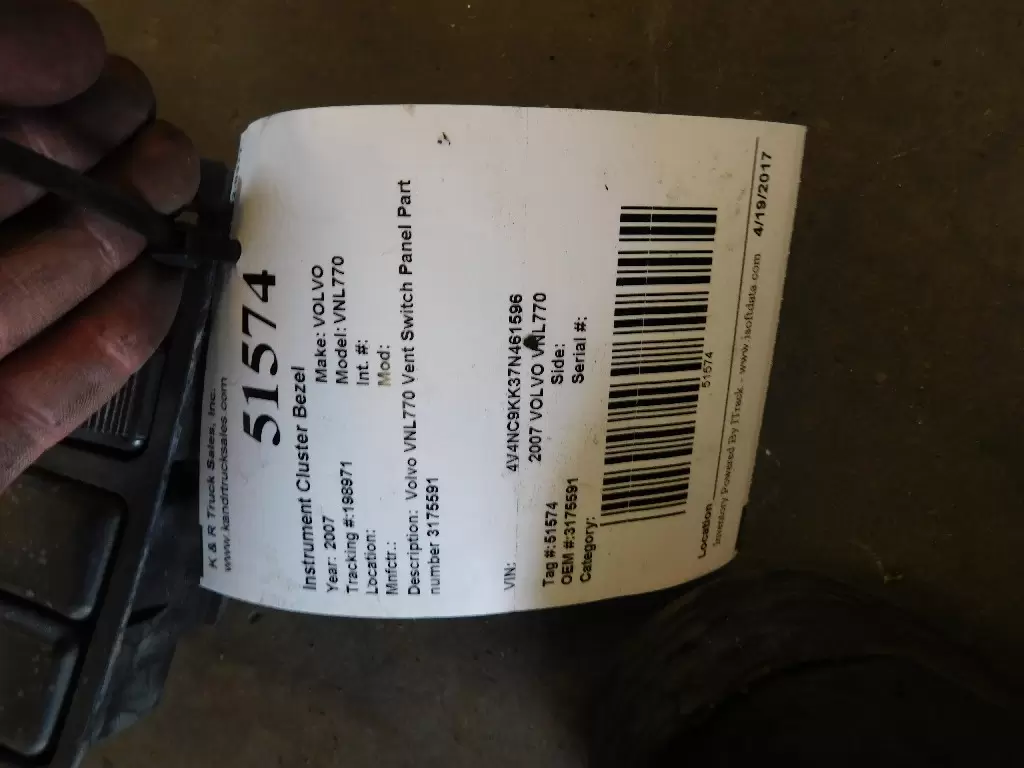 K & R Truck Sales, Inc.
www.kandrtrucksales.com
51574
Instrument Cluster Bezel
Year: 2007 Make: VOLVO
Tracking #:198971 Model: VNL770
Location: Int. #:
Mnfctr.: Mod:
Description: Volvo VNL770 Vent Switch Panel Part
number 3175591
VIN: 4V4NC9KK37N461596
2007 VOLVO VNL770
Tag #:51574 Side:
OEM #:3175591 Serial #:
Category:
51574
Location
Inventory Powered By ITrack - www.isoftdata.com 4/19/2017